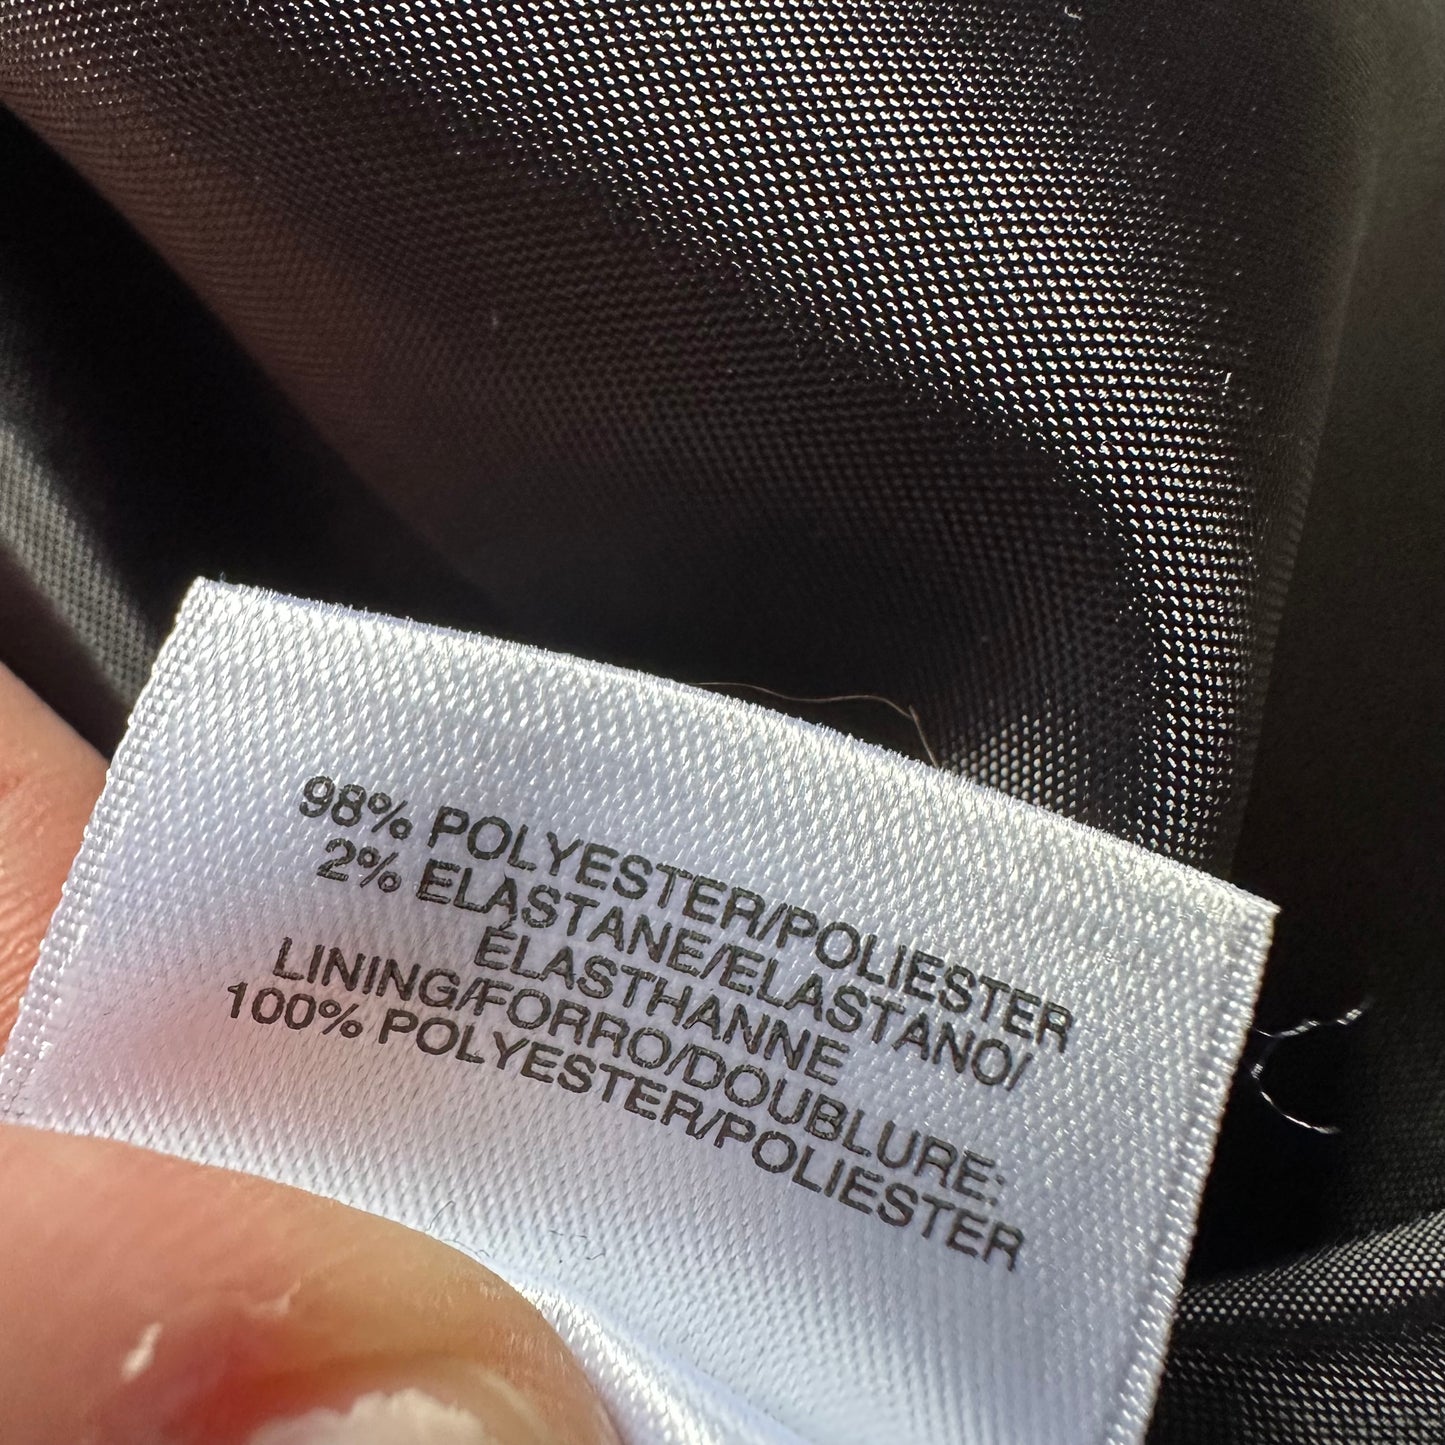 98% POLYESTER/POLIESTER
2% ELASTANE/ELASTANO/
ÉLASTHANNE
LINING/FORRO/DOUBLURE:
100% POLYESTER/POLIESTER